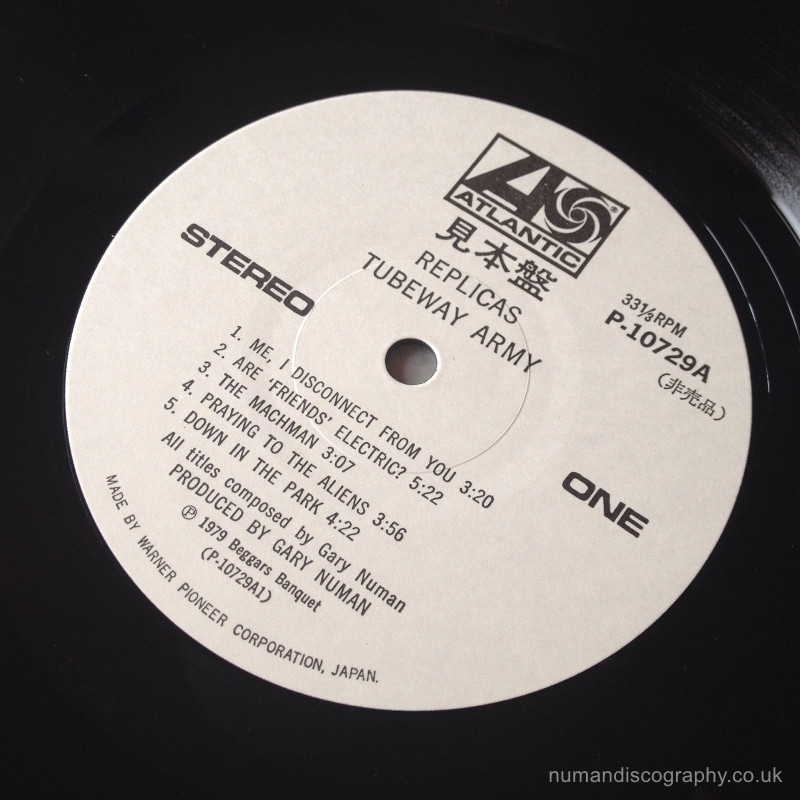 ATLANTIC
®
見本盤
REPLICAS
TUBEWAY ARMY
STEREO
33⅓RPM
P-10729A
(非売品)
1. ME, I DISCONNECT FROM YOU 3:20
2. ARE 'FRIENDS' ELECTRIC? 5:22
3. THE MACHMAN 3:07
4. PRAYING TO THE ALIENS 3:56
5. DOWN IN THE PARK 4:22
All titles composed by Gary Numan
PRODUCED BY GARY NUMAN
℗ 1979 Beggars Banquet
(P-10729A1)
ONE
MADE BY WARNER PIONEER CORPORATION, JAPAN.
numandiscography.co.uk